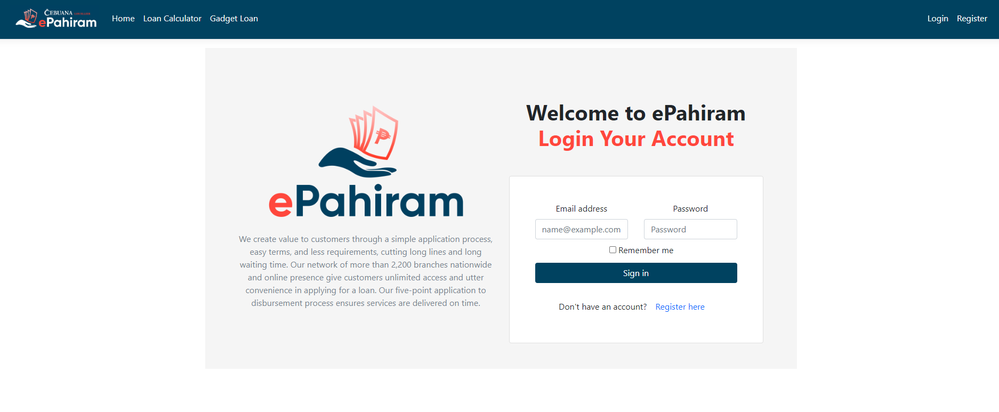 CEBUANA LHUILLIER
ePahiram
Home
Loan Calculator
Gadget Loan
Login
Register
ePahiram
We create value to customers through a simple application process,
easy terms, and less requirements, cutting long lines and long
waiting time. Our network of more than 2,200 branches nationwide
and online presence give customers unlimited access and utter
convenience in applying for a loan. Our five-point application to
disbursement process ensures services are delivered on time.
Welcome to ePahiram
Login Your Account
Email address
Password
name@example.com
Password
Remember me
Sign in
Don't have an account? Register here